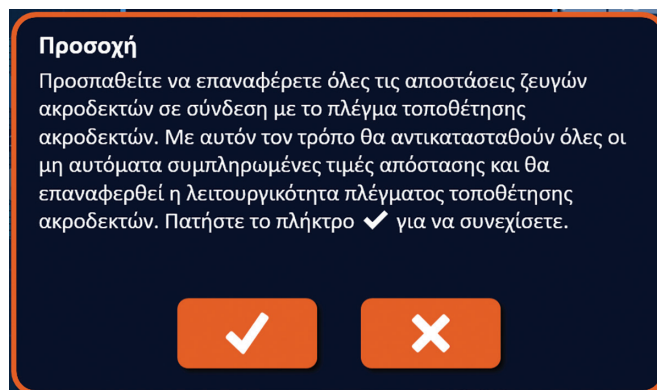 Προσοχή
Προσπαθείτε να επαναφέρετε όλες τις αποστάσεις ζευγών
ακροδεκτών σε σύνδεση με το πλέγμα τοποθέτησης
ακροδεκτών. Με αυτόν τον τρόπο θα αντικατασταθούν όλες οι
μη αυτόματα συμπληρωμένες τιμές απόστασης και θα
επαναφερθεί η λειτουργικότητα πλέγματος τοποθέτησης
ακροδεκτών. Πατήστε το πλήκτρο ✔ για να συνεχίσετε.